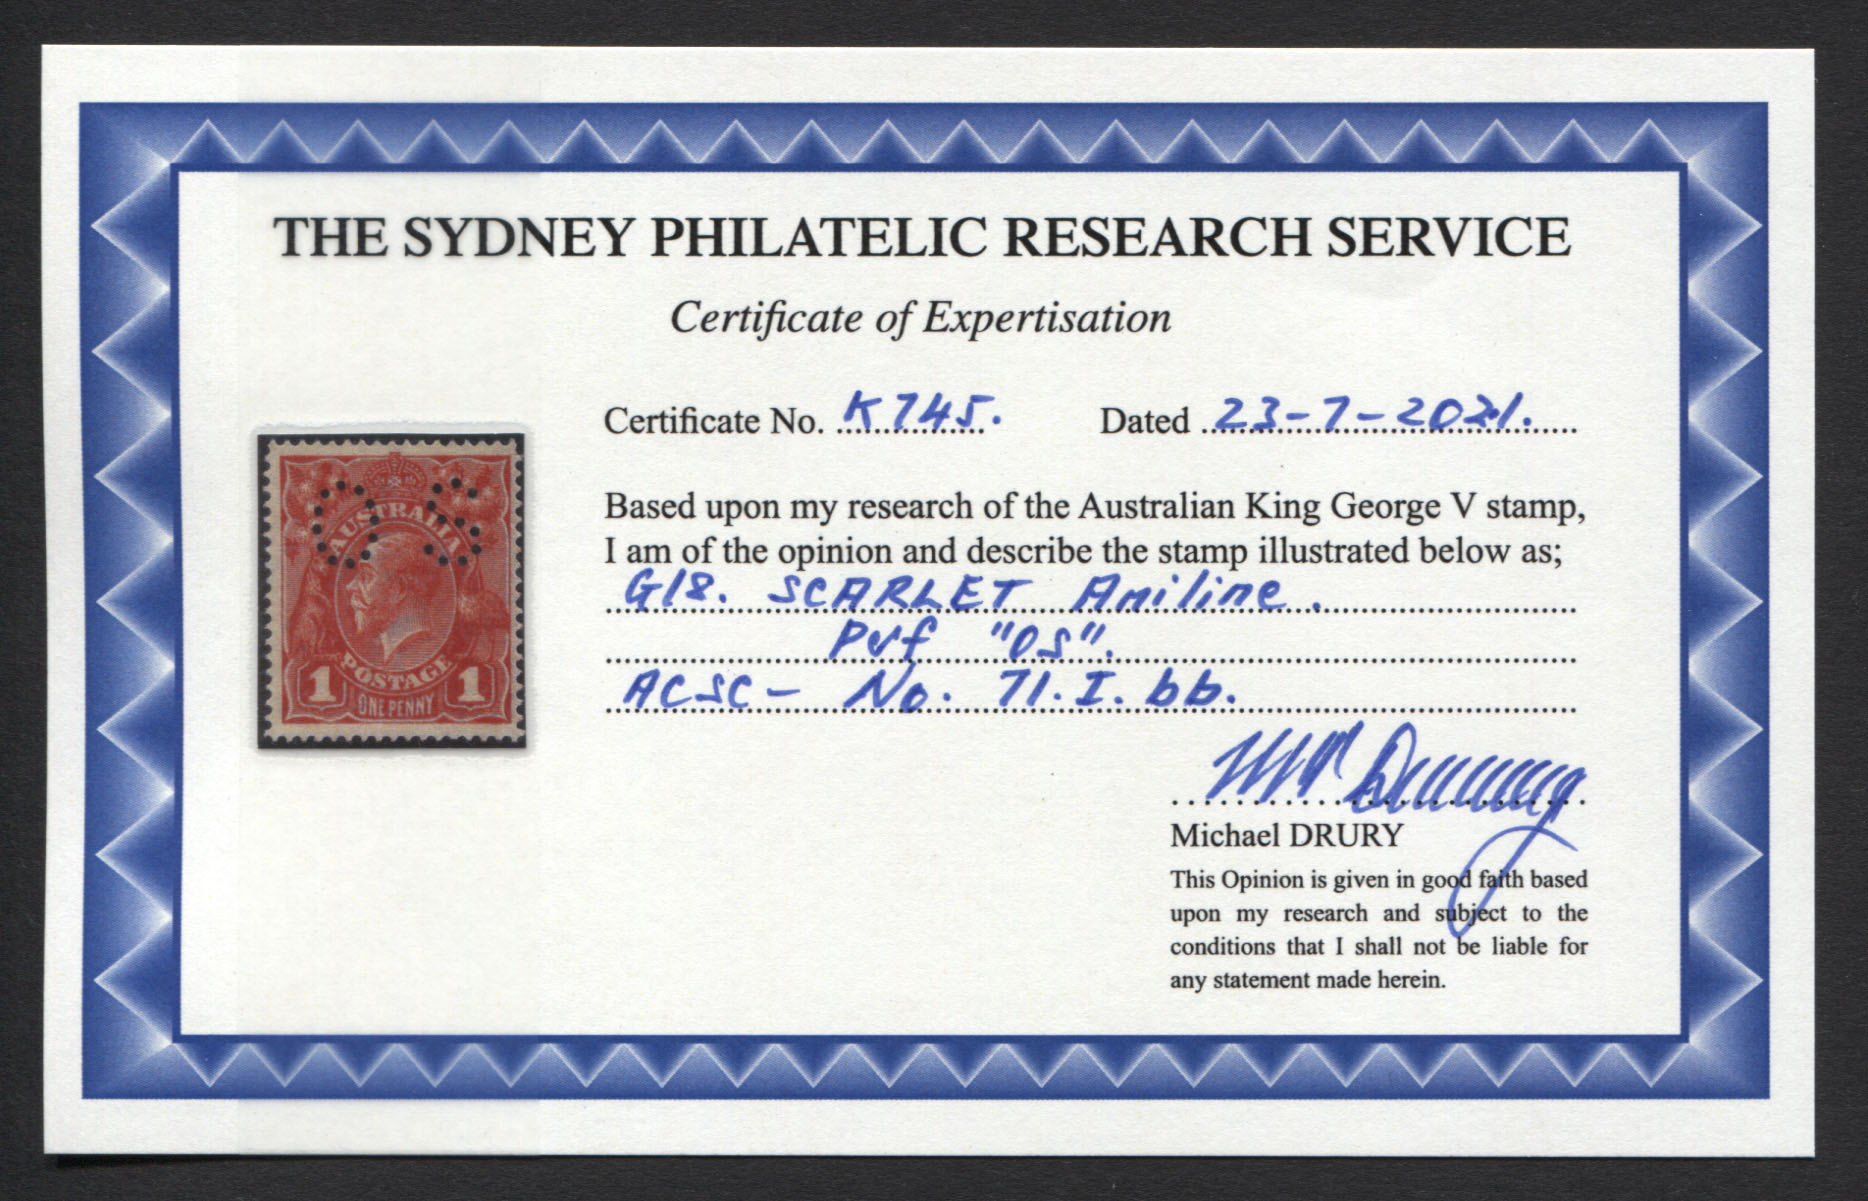 THE SYDNEY PHILATELIC RESEARCH SERVICE
Certificate of Expertisation
Certificate No. K745.
Dated 23-7-2021.
Based upon my research of the Australian King George V stamp,
I am of the opinion and describe the stamp illustrated below as;
G18. SCARLET Aniline.
Perf "OS".
ACSC- No. 71.I.bb.
OS
AUSTRALIA
POSTAGE
1 1
ONE PENNY
Michael DRURY
This Opinion is given in good faith based
upon my research and subject to the
conditions that I shall not be liable for
any statement made herein.